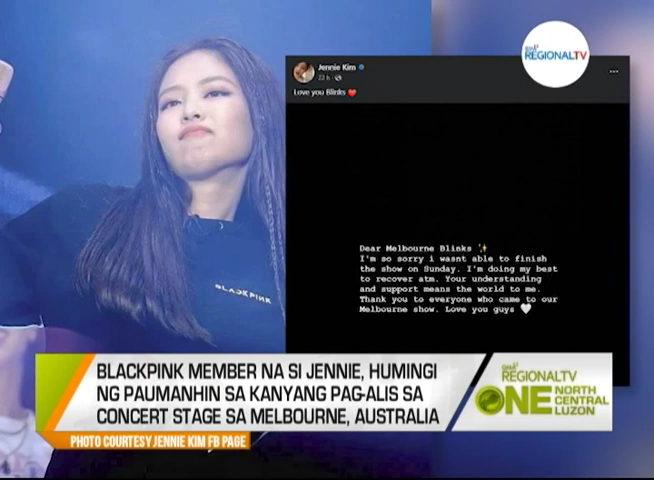 GMA
REGIONALTV
Jennie Kim
22 h
Love you Blinks ❤️
Dear Melbourne Blinks ✨
I'm so sorry i wasnt able to finish
the show on Sunday. I'm doing my best
to recover atm. Your understanding
and support means the world to me.
Thank you to everyone who came to our
Melbourne show. Love you guys 🤍
BLACKPINK
BLACKPINK MEMBER NA SI JENNIE, HUMINGI
NG PAUMANHIN SA KANYANG PAG-ALIS SA
CONCERT STAGE SA MELBOURNE, AUSTRALIA
GMA
REGIONALTV
ONE NORTH
CENTRAL
LUZON
PHOTO COURTESY JENNIE KIM FB PAGE